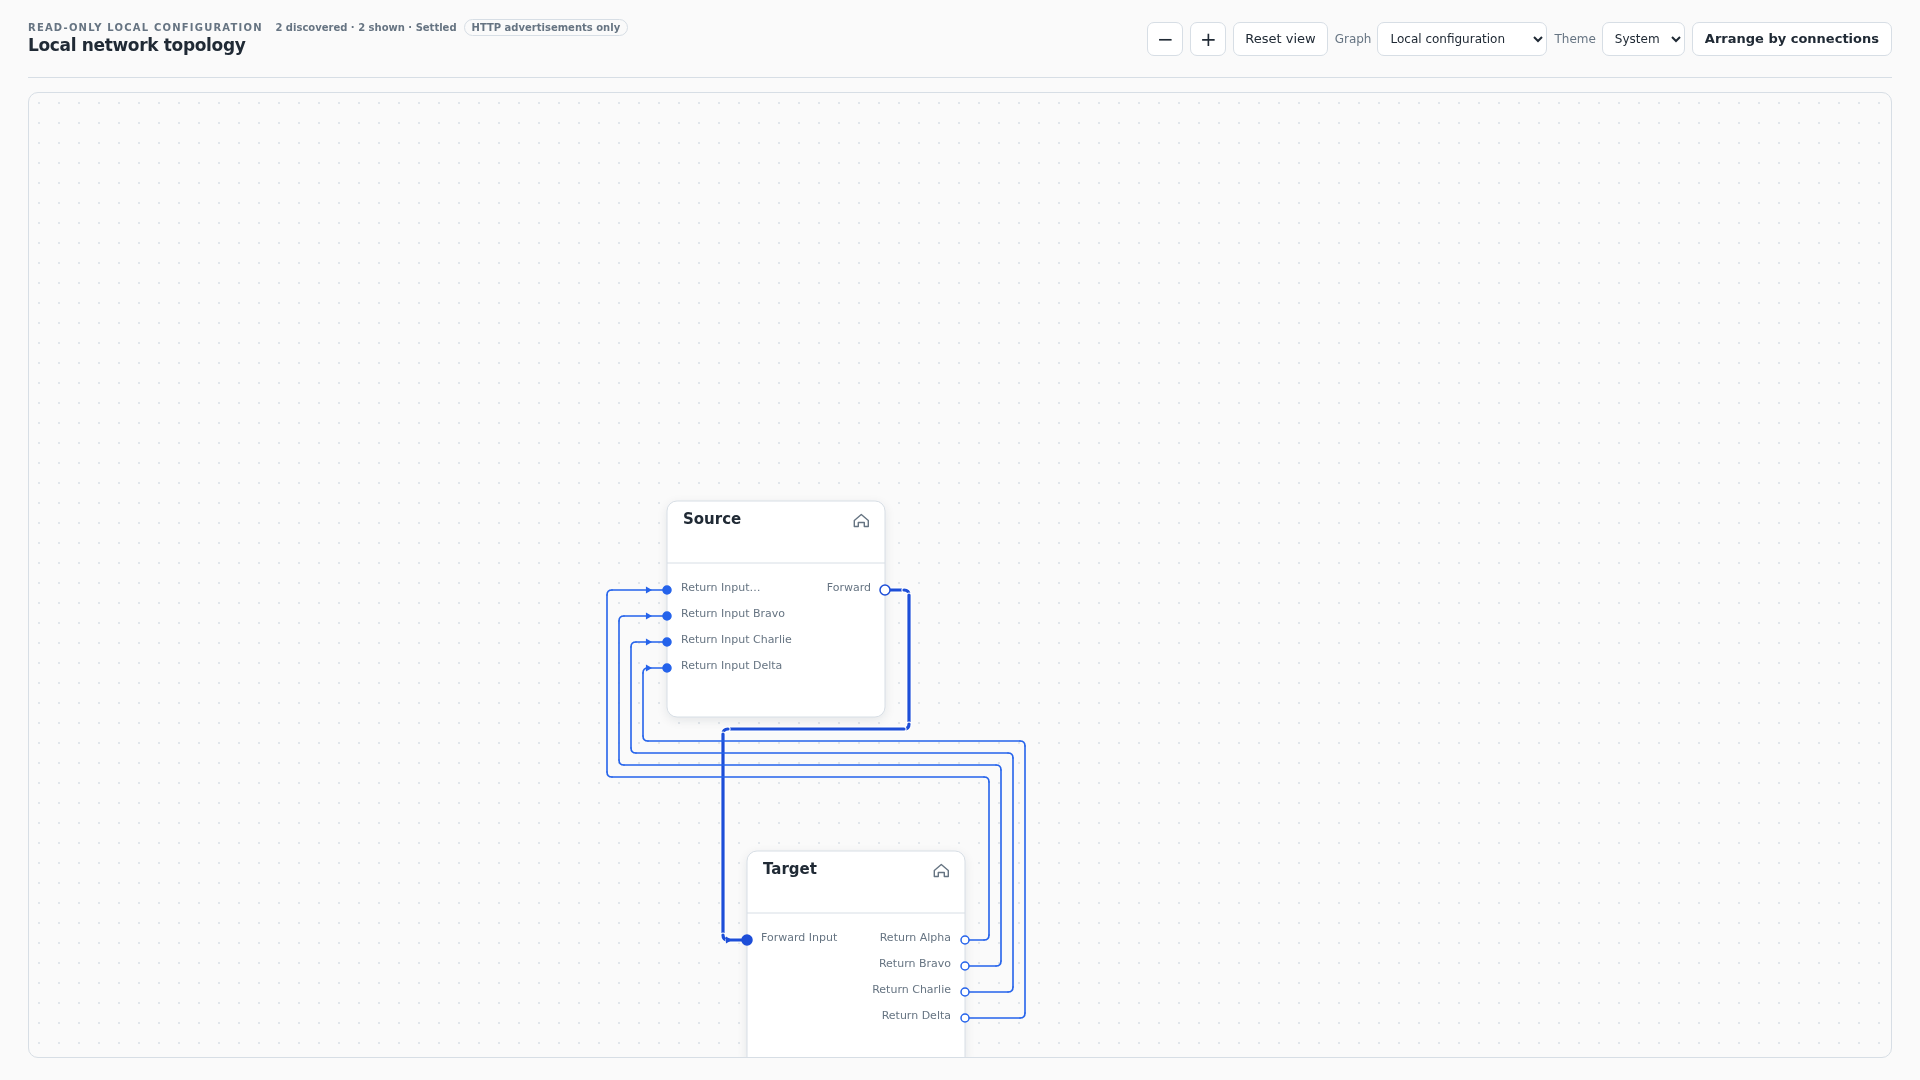 READ-ONLY LOCAL CONFIGURATION 2 discovered · 2 shown · Settled HTTP advertisements only
Local network topology
− + Reset view Graph Local configuration Theme System Arrange by connections
Source
Return Input… Forward
Return Input Bravo
Return Input Charlie
Return Input Delta
Target
Forward Input Return Alpha
Return Bravo
Return Charlie
Return Delta